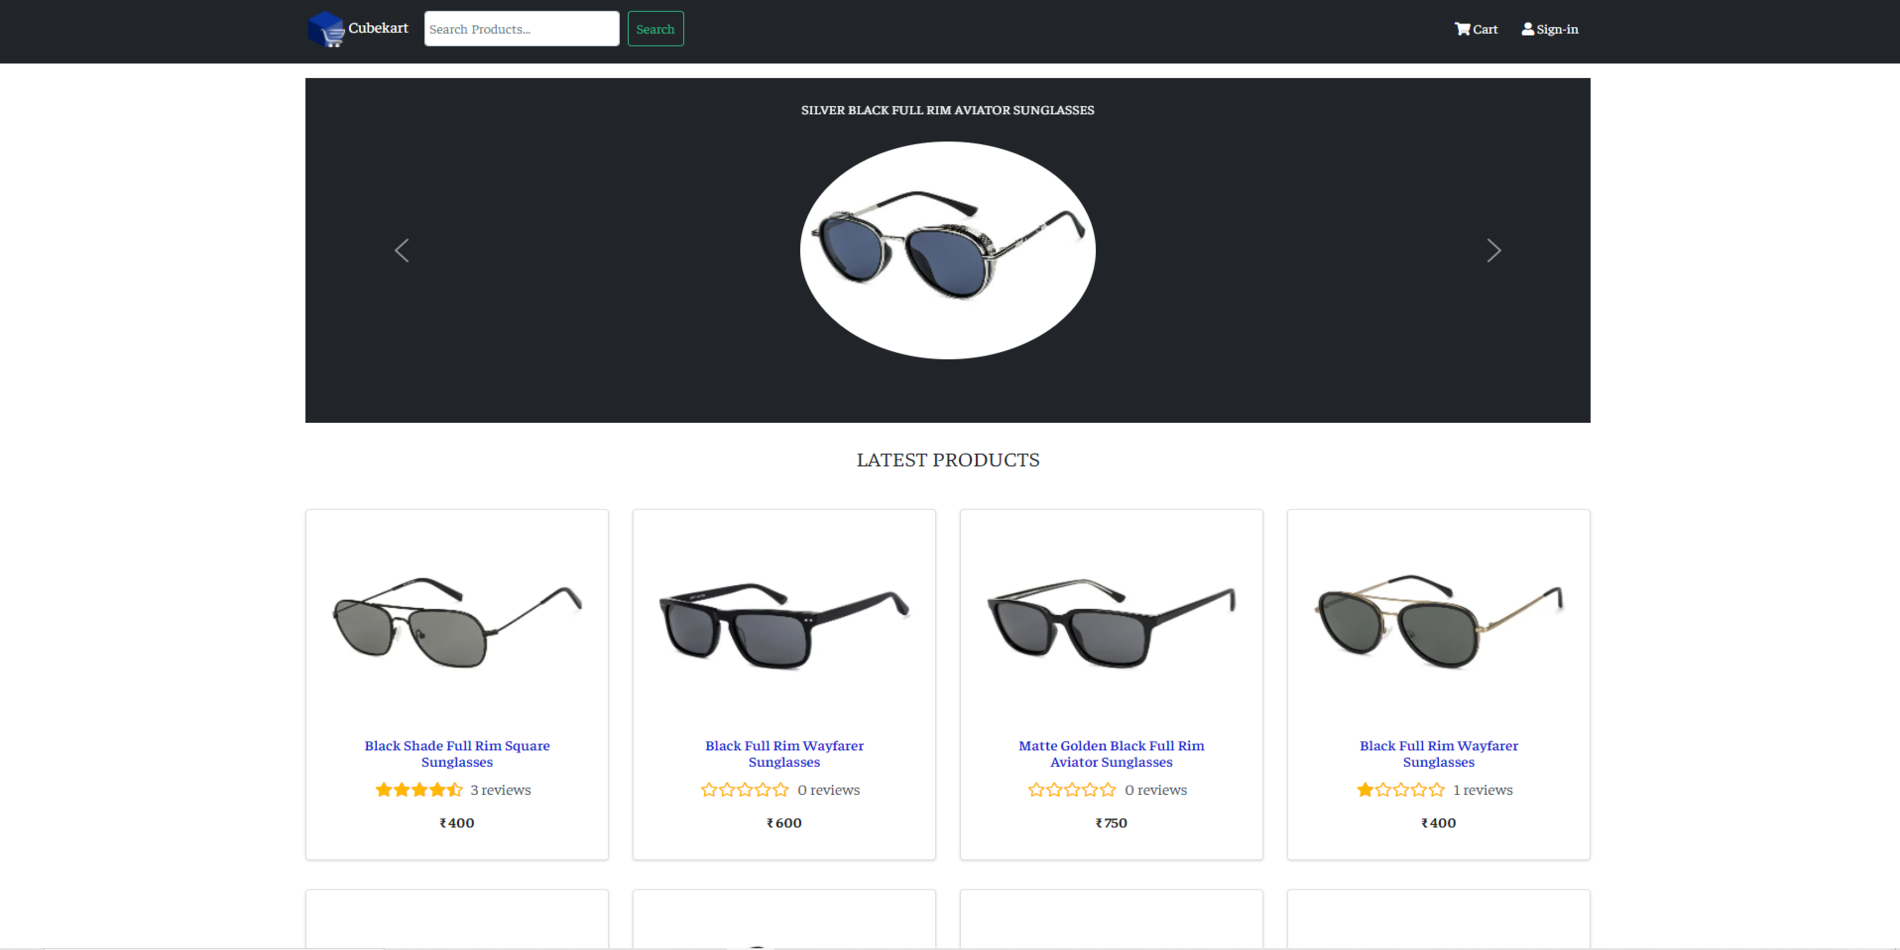 Cubekart
Search Products...
Search
Cart
Sign-in
SILVER BLACK FULL RIM AVIATOR SUNGLASSES
LATEST PRODUCTS
Black Shade Full Rim Square
Sunglasses
3 reviews
₹400
Black Full Rim Wayfarer
Sunglasses
0 reviews
₹600
Matte Golden Black Full Rim
Aviator Sunglasses
0 reviews
₹750
Black Full Rim Wayfarer
Sunglasses
1 reviews
₹400